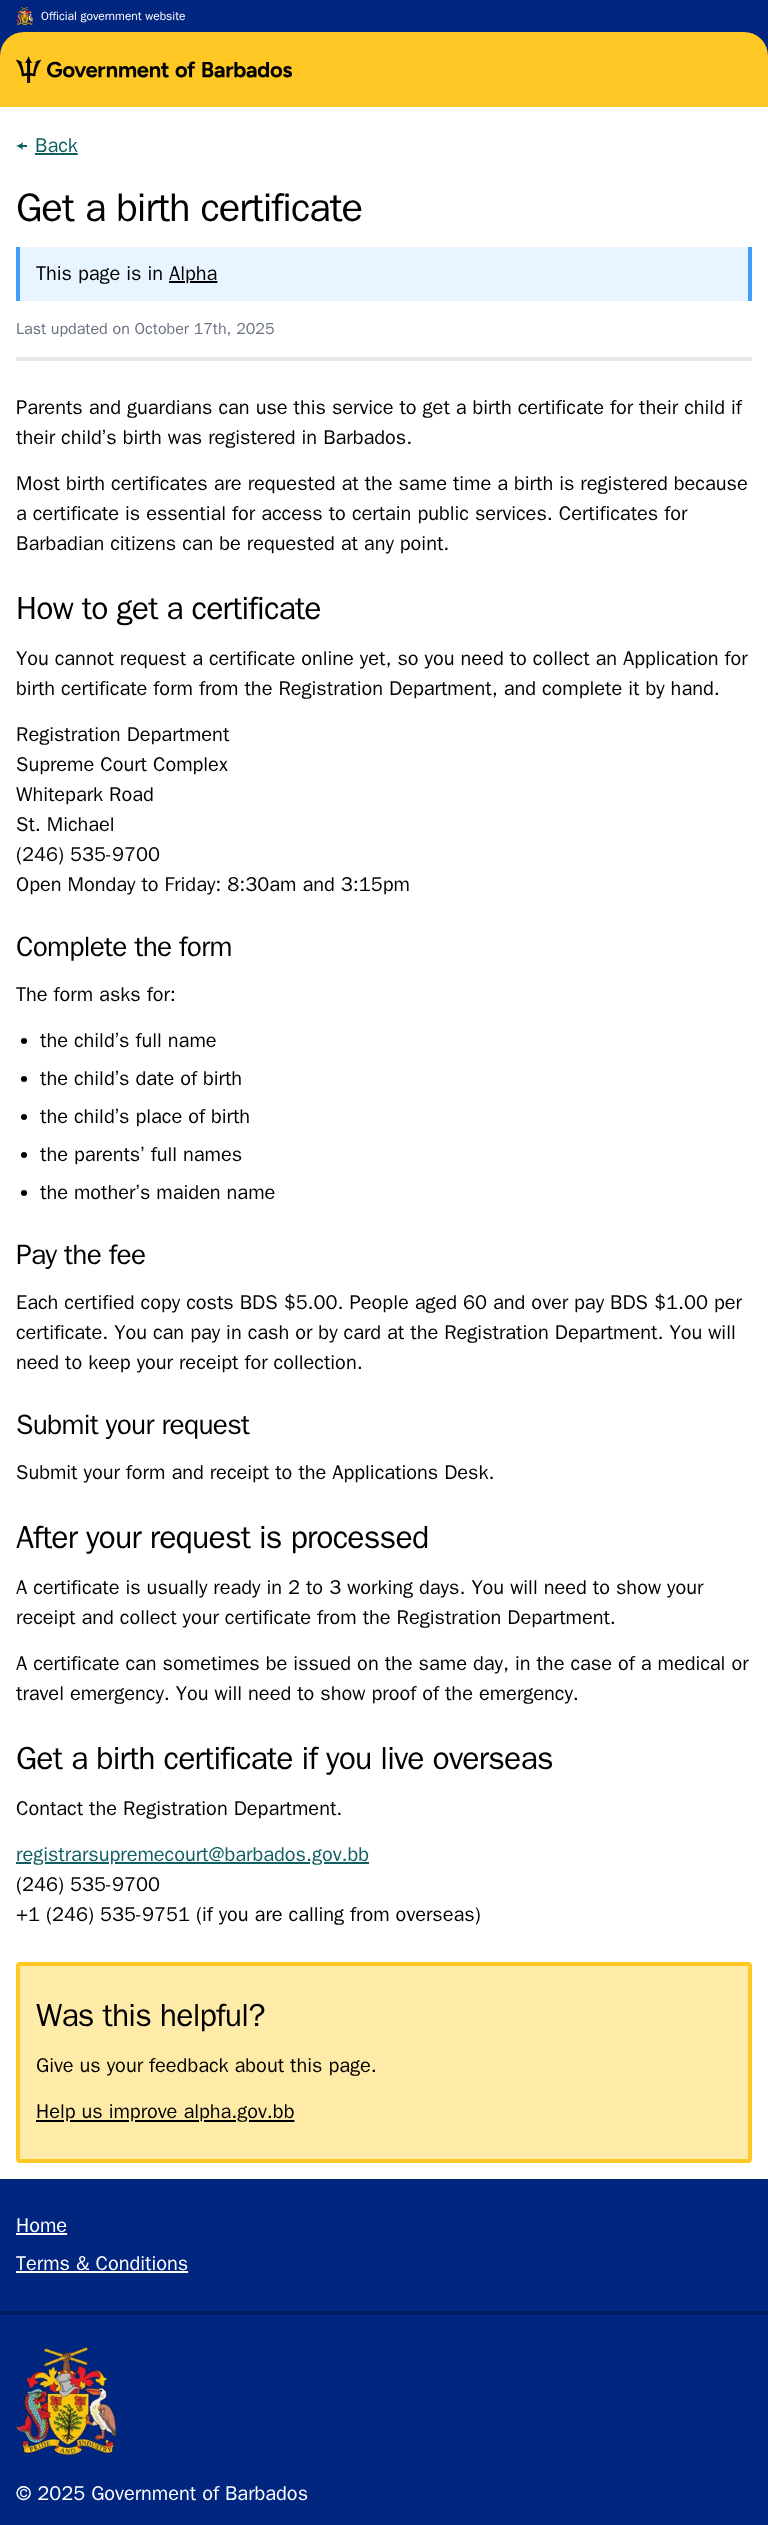 Official government website
Government of Barbados
← Back
Get a birth certificate
This page is in Alpha
Last updated on October 17th, 2025
Parents and guardians can use this service to get a birth certificate for their child if
their child’s birth was registered in Barbados.
Most birth certificates are requested at the same time a birth is registered because
a certificate is essential for access to certain public services. Certificates for
Barbadian citizens can be requested at any point.
How to get a certificate
You cannot request a certificate online yet, so you need to collect an Application for
birth certificate form from the Registration Department, and complete it by hand.
Registration Department
Supreme Court Complex
Whitepark Road
St. Michael
(246) 535-9700
Open Monday to Friday: 8:30am and 3:15pm
Complete the form
The form asks for:
• the child’s full name
• the child’s date of birth
• the child’s place of birth
• the parents’ full names
• the mother’s maiden name
Pay the fee
Each certified copy costs BDS $5.00. People aged 60 and over pay BDS $1.00 per
certificate. You can pay in cash or by card at the Registration Department. You will
need to keep your receipt for collection.
Submit your request
Submit your form and receipt to the Applications Desk.
After your request is processed
A certificate is usually ready in 2 to 3 working days. You will need to show your
receipt and collect your certificate from the Registration Department.
A certificate can sometimes be issued on the same day, in the case of a medical or
travel emergency. You will need to show proof of the emergency.
Get a birth certificate if you live overseas
Contact the Registration Department.
registrarsupremecourt@barbados.gov.bb
(246) 535-9700
+1 (246) 535-9751 (if you are calling from overseas)
Was this helpful?
Give us your feedback about this page.
Help us improve alpha.gov.bb
Home
Terms & Conditions
PRIDE AND INDUSTRY
© 2025 Government of Barbados